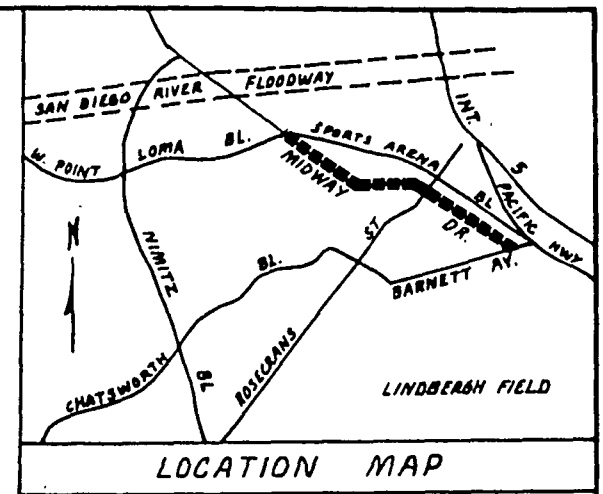 SAN DIEGO RIVER FLOODWAY
INT. 5
W. POINT LOMA BL.
SPORTS ARENA BL
MIDWAY DR.
PACIFIC HWY
N
NIMITZ BL
ST
ROSECRANS
BARNETT AV.
CHATSWORTH BL.
LINDBERGH FIELD
LOCATION MAP